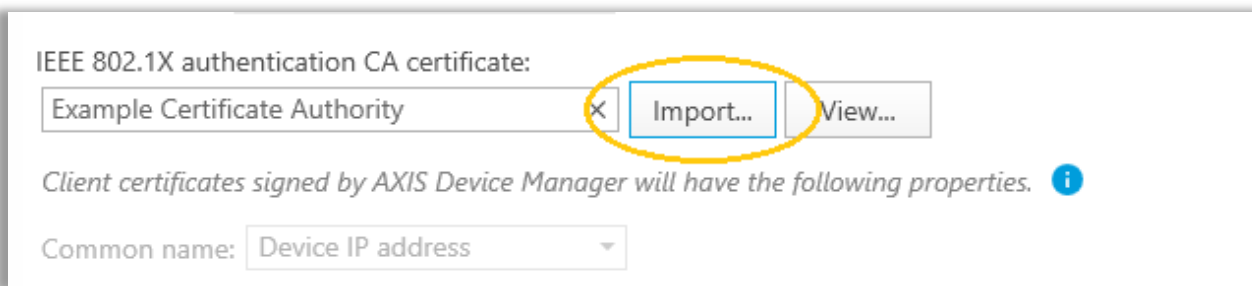 IEEE 802.1X authentication CA certificate:
Example Certificate Authority × Import... View...
Client certificates signed by AXIS Device Manager will have the following properties. i
Common name: Device IP address